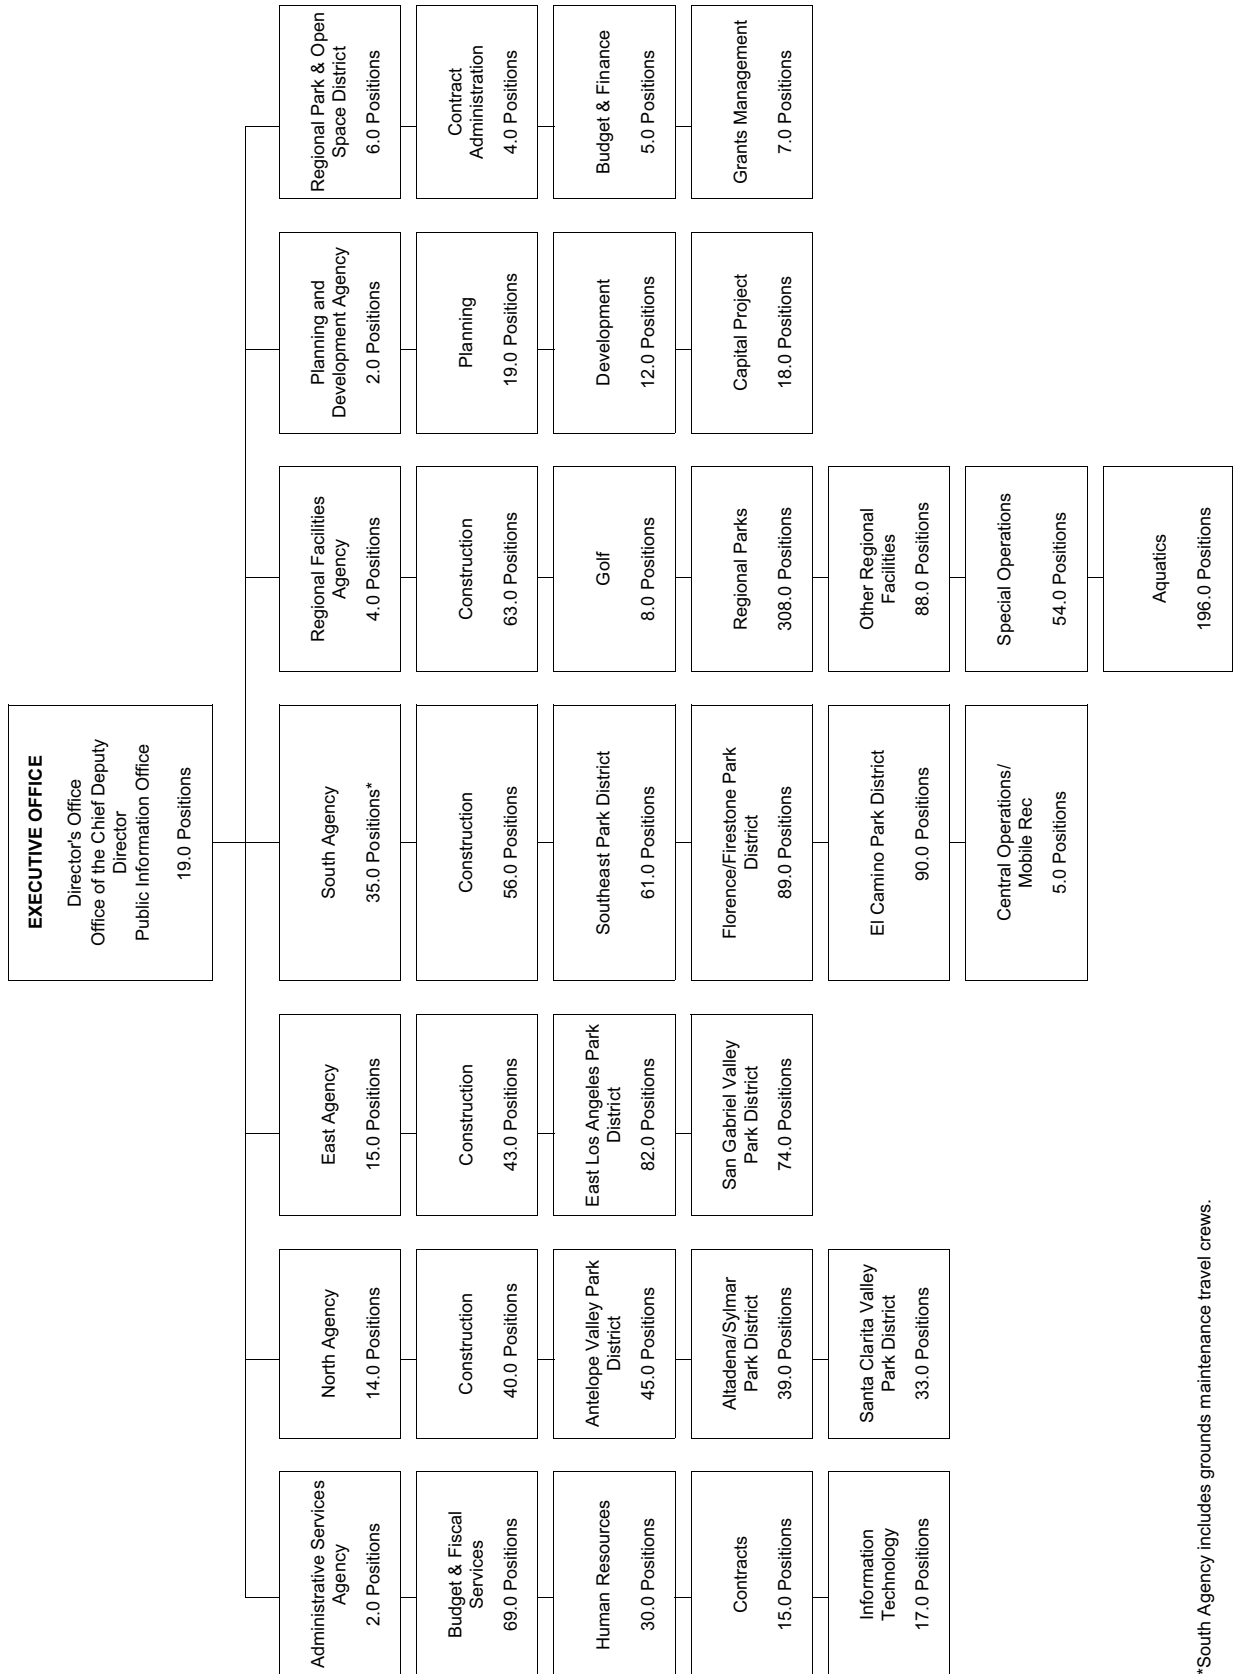 EXECUTIVE OFFICE
Director's Office
Office of the Chief Deputy
Director
Public Information Office
19.0 Positions
Administrative Services
Agency
2.0 Positions
Budget & Fiscal
Services
69.0 Positions
Human Resources
30.0 Positions
Contracts
15.0 Positions
Information
Technology
17.0 Positions
North Agency
14.0 Positions
Construction
40.0 Positions
Antelope Valley Park
District
45.0 Positions
Altadena/Sylmar
Park District
39.0 Positions
Santa Clarita Valley
Park District
33.0 Positions
East Agency
15.0 Positions
Construction
43.0 Positions
East Los Angeles Park
District
82.0 Positions
San Gabriel Valley
Park District
74.0 Positions
South Agency
35.0 Positions*
Construction
56.0 Positions
Southeast Park District
61.0 Positions
Florence/Firestone Park
District
89.0 Positions
El Camino Park District
90.0 Positions
Central Operations/
Mobile Rec
5.0 Positions
Regional Facilities
Agency
4.0 Positions
Construction
63.0 Positions
Golf
8.0 Positions
Regional Parks
308.0 Positions
Other Regional
Facilities
88.0 Positions
Special Operations
54.0 Positions
Aquatics
196.0 Positions
Planning and
Development Agency
2.0 Positions
Planning
19.0 Positions
Development
12.0 Positions
Capital Project
18.0 Positions
Regional Park & Open
Space District
6.0 Positions
Contract
Administration
4.0 Positions
Budget & Finance
5.0 Positions
Grants Management
7.0 Positions
*South Agency includes grounds maintenance travel crews.